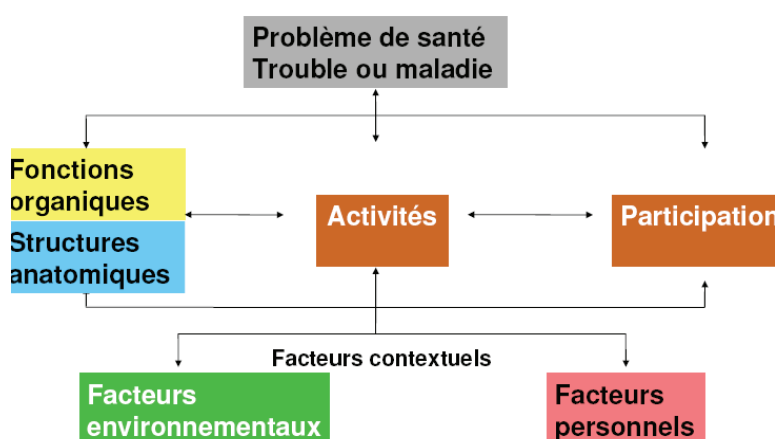 Problème de santé
Trouble ou maladie
Fonctions
organiques
Structures
anatomiques
Activités
Participation
Facteurs contextuels
Facteurs
environnementaux
Facteurs
personnels